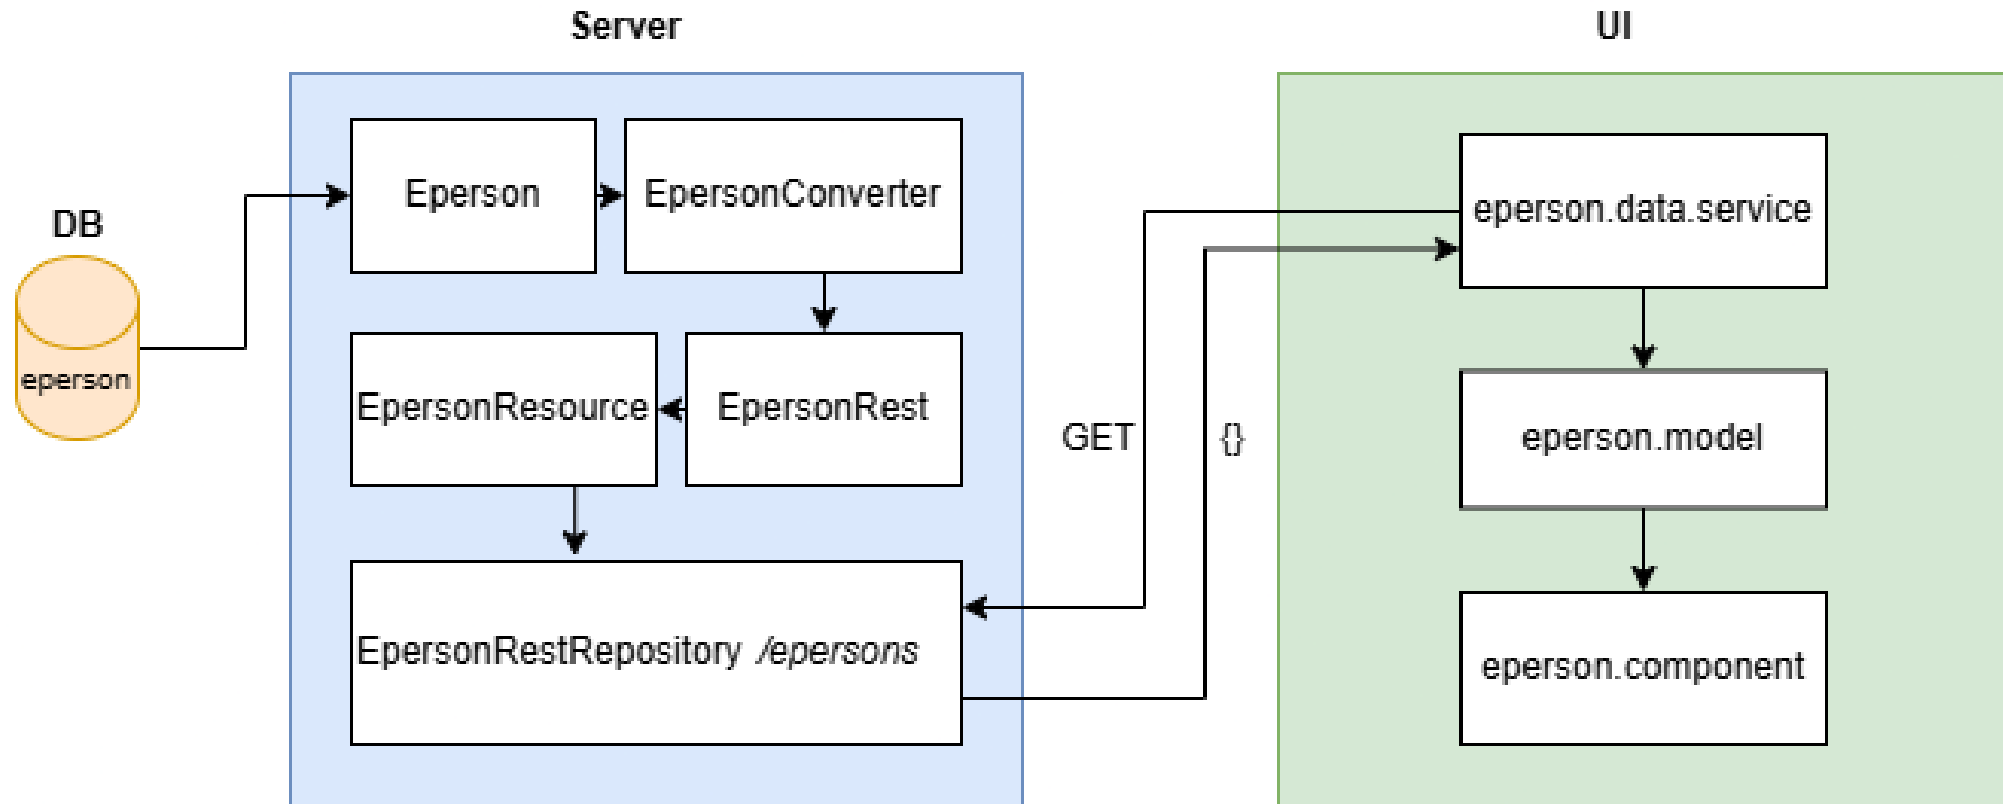 Server
UI
DB
eperson
Eperson
EpersonConverter
EpersonResource
EpersonRest
EpersonRestRepository /epersons
GET
{}
eperson.data.service
eperson.model
eperson.component